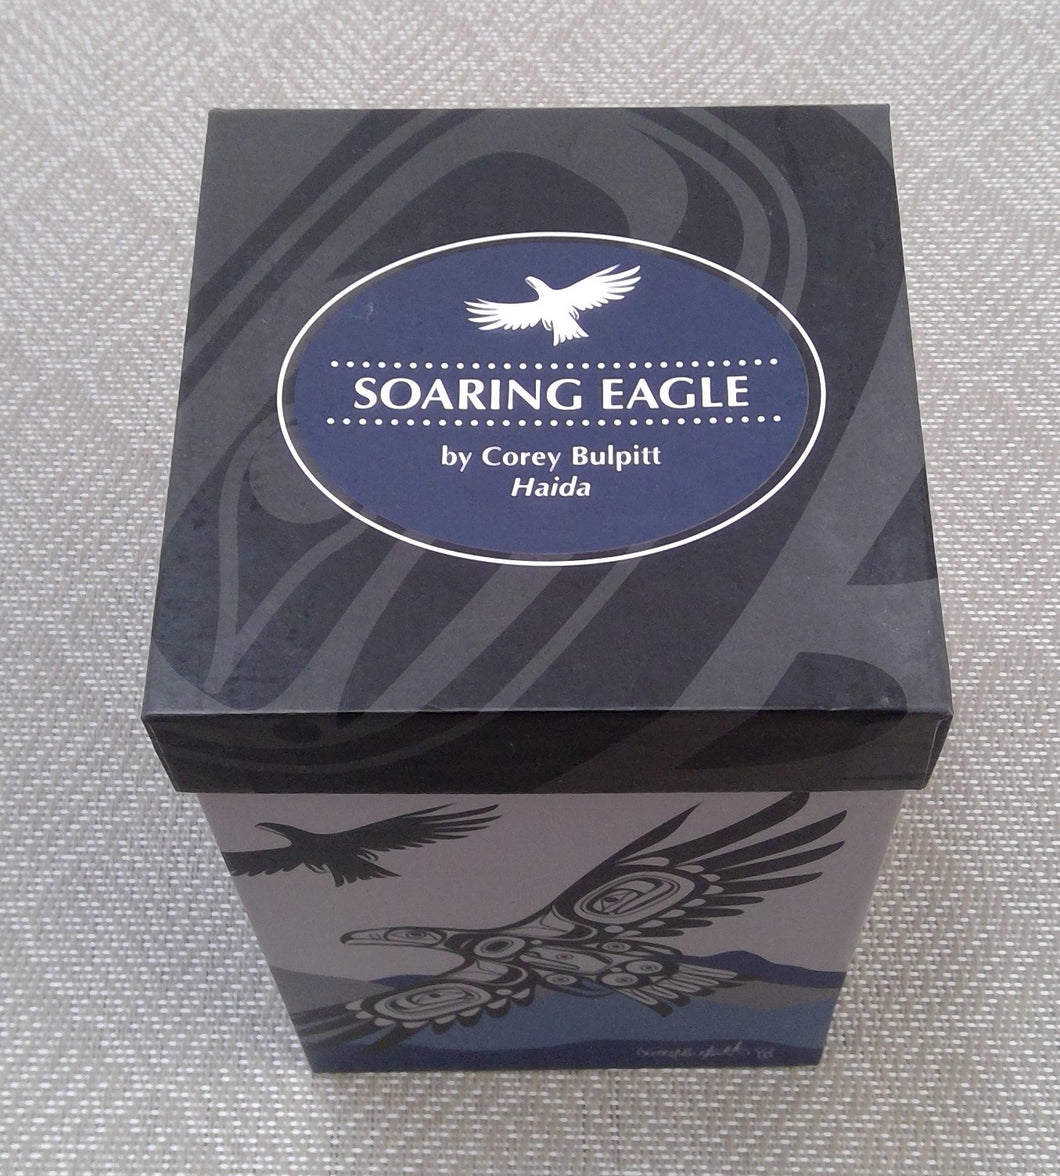 SOARING EAGLE
by Corey Bulpitt
Haida